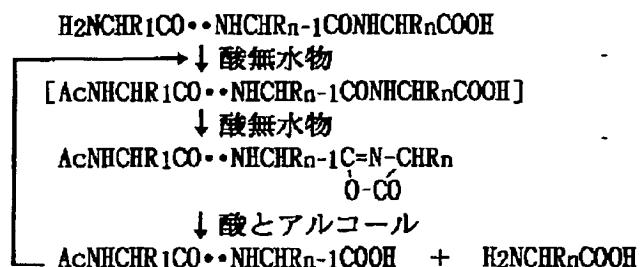 H2NCHR1CO••NHCHRn-1CONHCHRnCOOH
↓酸無水物
[AcNHCHR1CO••NHCHRn-1CONHCHRnCOOH]
↓酸無水物
AcNHCHR1CO••NHCHRn-1C=N-CHRn
O-CO
↓酸とアルコール
AcNHCHR1CO••NHCHRn-1COOH + H2NCHRnCOOH